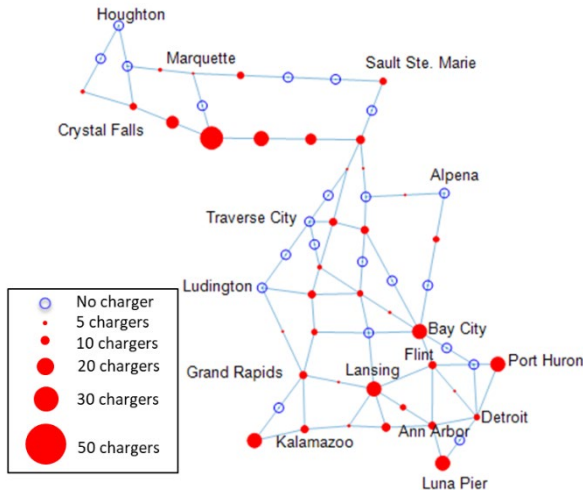 Houghton
Marquette
Sault Ste. Marie
Crystal Falls
Alpena
Traverse City
Ludington
Bay City
Flint
Port Huron
Grand Rapids
Lansing
Detroit
Kalamazoo
Ann Arbor
Luna Pier
No charger
5 chargers
10 chargers
20 chargers
30 chargers
50 chargers